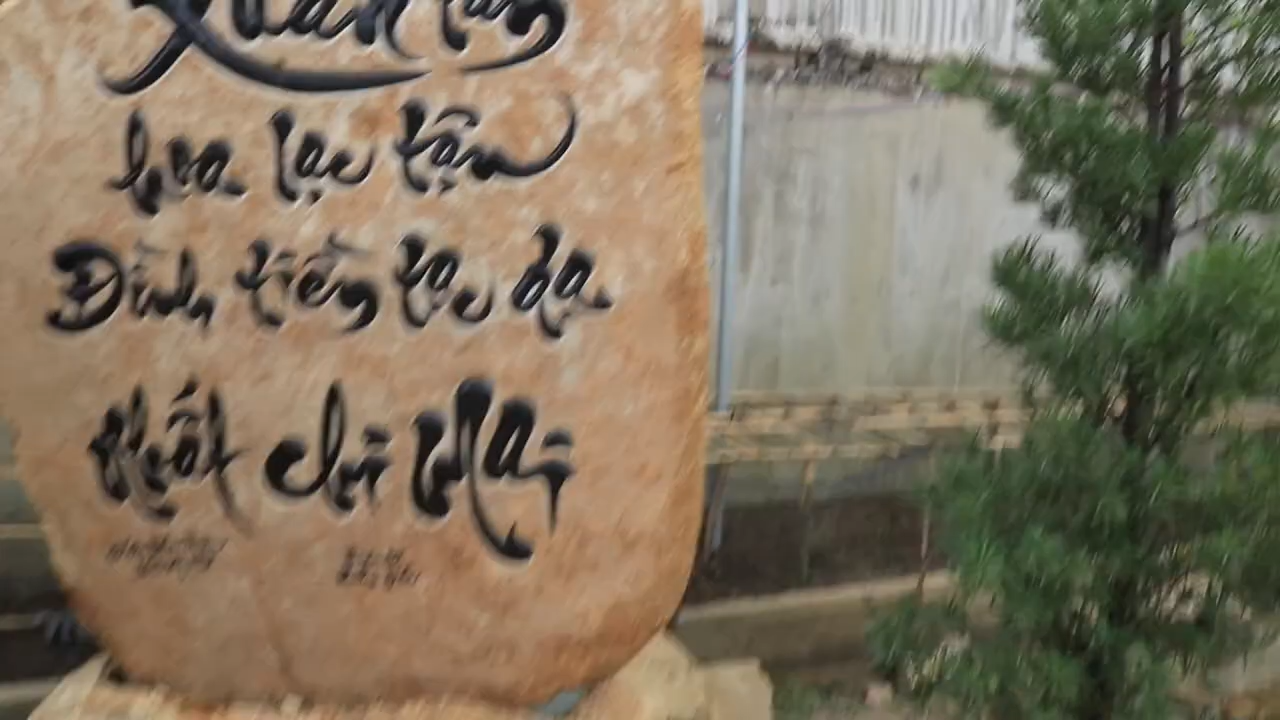 Xuân tàn
hoa lạc tận
Đình tiền tạc dạ
nhất chi Mai